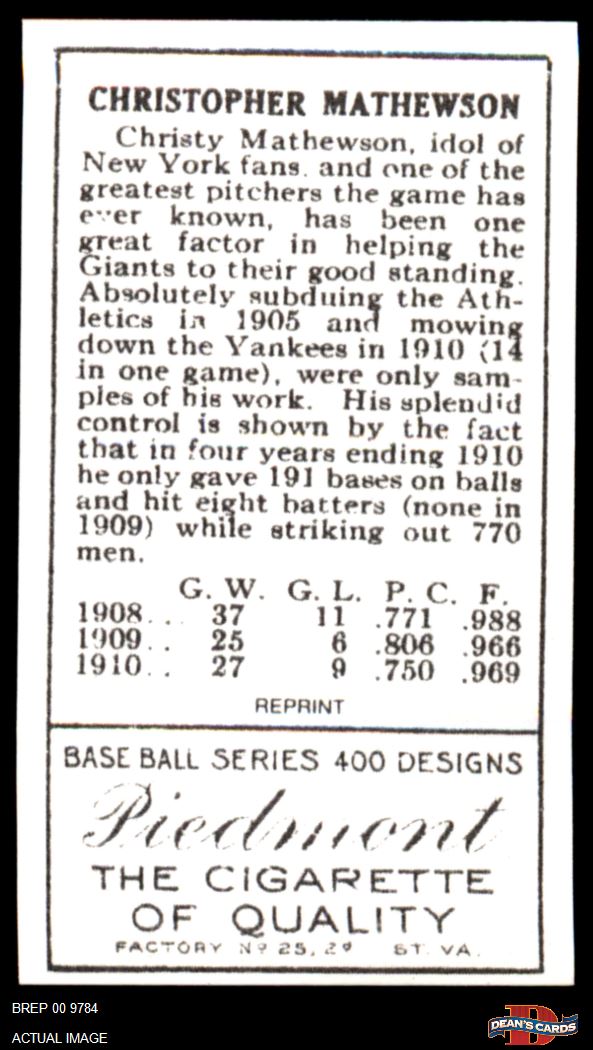 CHRISTOPHER MATHEWSON
Christy Mathewson, idol of
New York fans, and one of the
greatest pitchers the game has
ever known, has been one
great factor in helping the
Giants to their good standing.
Absolutely subduing the Ath-
letics in 1905 and mowing
down the Yankees in 1910 (14
in one game), were only sam-
ples of his work. His splendid
control is shown by the fact
that in four years ending 1910
he only gave 191 bases on balls
and hit eight batters (none in
1909) while striking out 770
men.
G. W. G. L. P. C. F.
1908... 37 11 .771 .988
1909.. 25 6 .806 .966
1910.. 27 9 .750 .969
REPRINT
BASE BALL SERIES 400 DESIGNS
Piedmont
THE CIGARETTE
OF QUALITY
FACTORY No 25, 2d ST. VA.
BREP 00 9784
ACTUAL IMAGE
D
DEAN'S CARDS